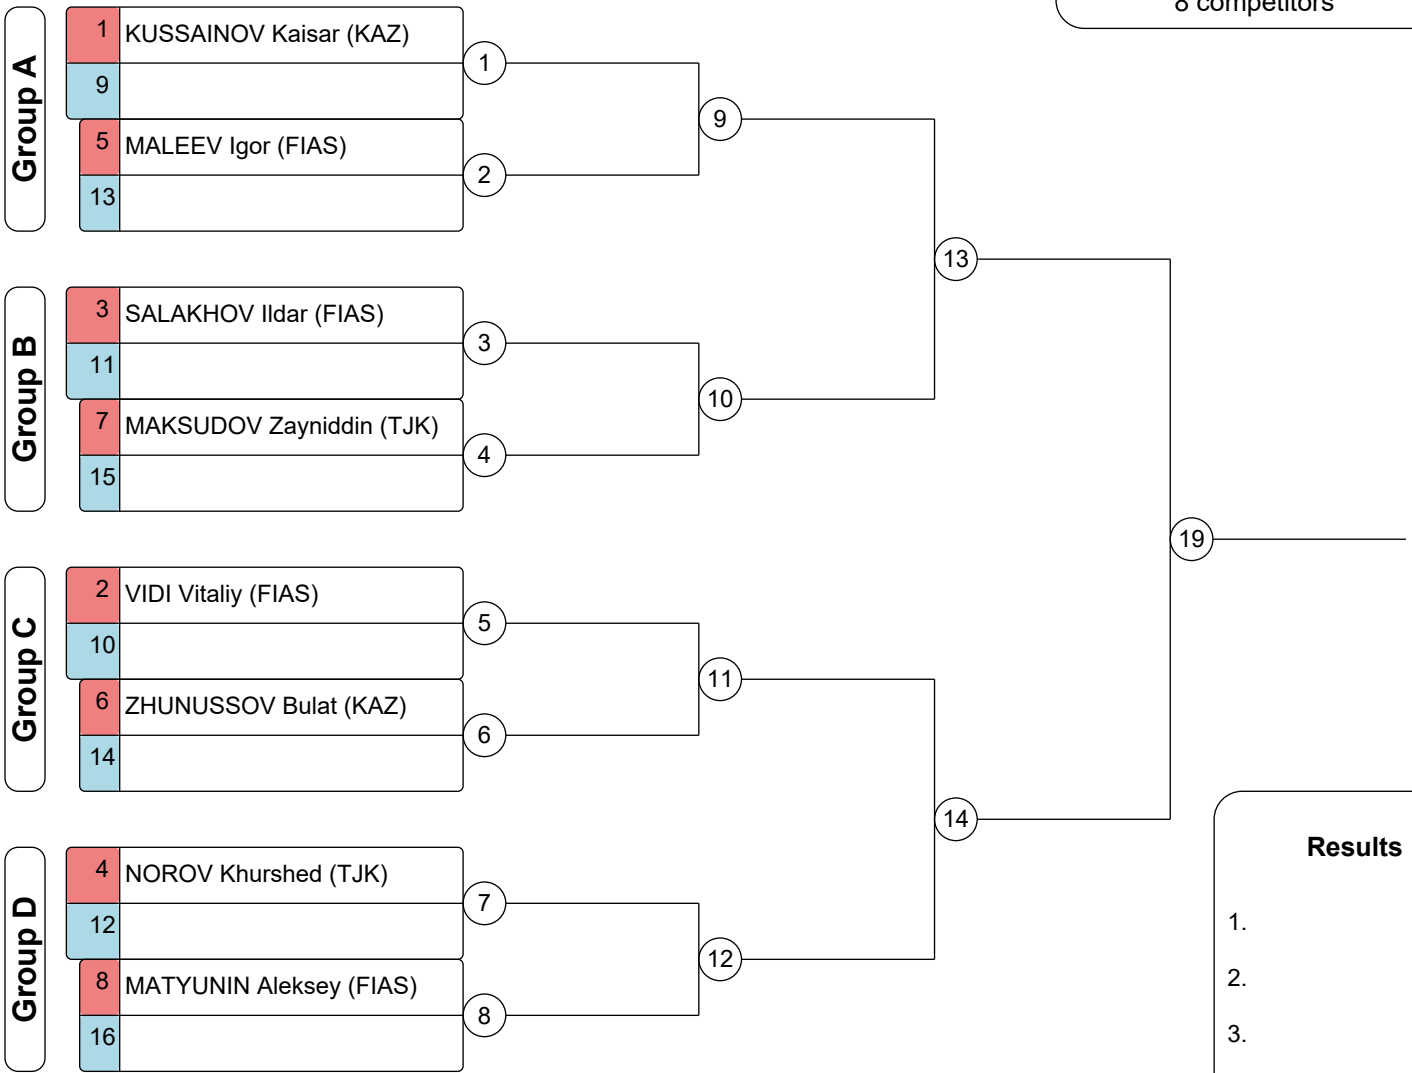 8 competitors
Group A
1 KUSSAINOV Kaisar (KAZ)
9
5 MALEEV Igor (FIAS)
13
1
2
9
Group B
3 SALAKHOV Ildar (FIAS)
11
7 MAKSUDOV Zayniddin (TJK)
15
3
4
10
13
Group C
2 VIDI Vitaliy (FIAS)
10
6 ZHUNUSSOV Bulat (KAZ)
14
5
6
11
Group D
4 NOROV Khurshed (TJK)
12
8 MATYUNIN Aleksey (FIAS)
16
7
8
12
14
19
Results
1.
2.
3.